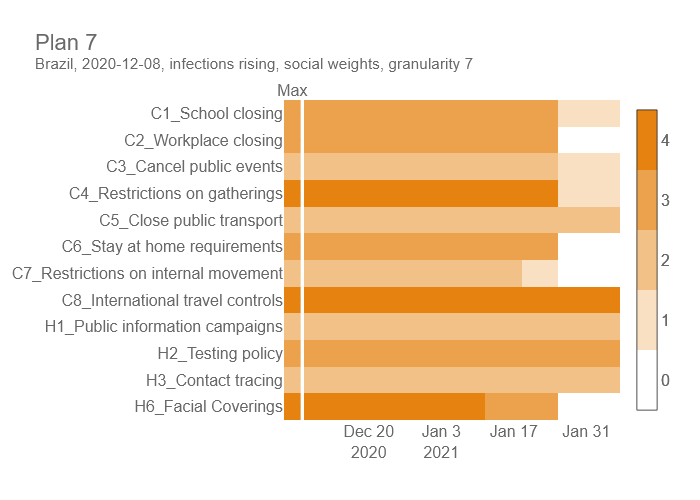 Plan 7
Brazil, 2020-12-08, infections rising, social weights, granularity 7
Max
C1_School closing
C2_Workplace closing
C3_Cancel public events
C4_Restrictions on gatherings
C5_Close public transport
C6_Stay at home requirements
C7_Restrictions on internal movement
C8_International travel controls
H1_Public information campaigns
H2_Testing policy
H3_Contact tracing
H6_Facial Coverings
4
3
2
1
0
Dec 20 Jan 3 Jan 17 Jan 31
2020 2021